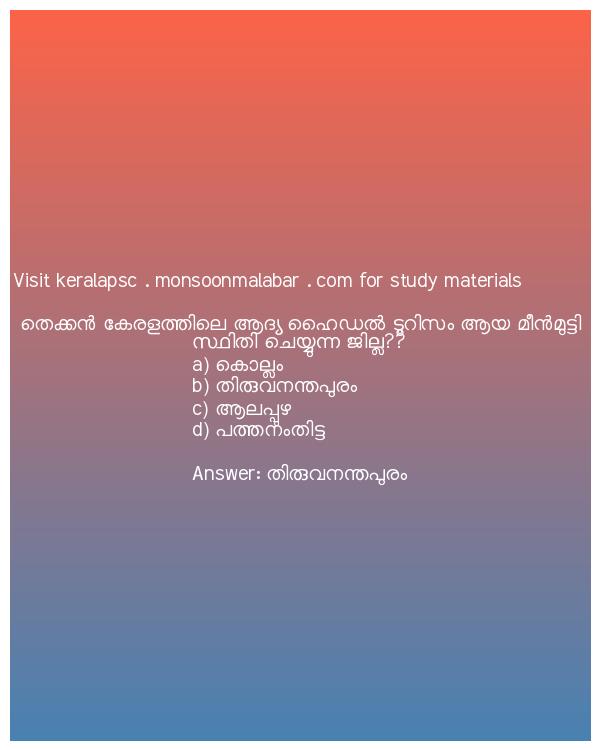 Visit keralapsc . monsoonmalabar . com for study materials
തെക്കൻ കേരളത്തിലെ ആദ്യ ഹൈഡൽ ടൂറിസം ആയ മീൻമുട്ടി
സ്ഥിതി ചെയ്യുന്ന ജില്ല??
a) കൊല്ലം
b) തിരുവനന്തപുരം
c) ആലപ്പുഴ
d) പത്തനംതിട്ട
Answer: തിരുവനന്തപുരം